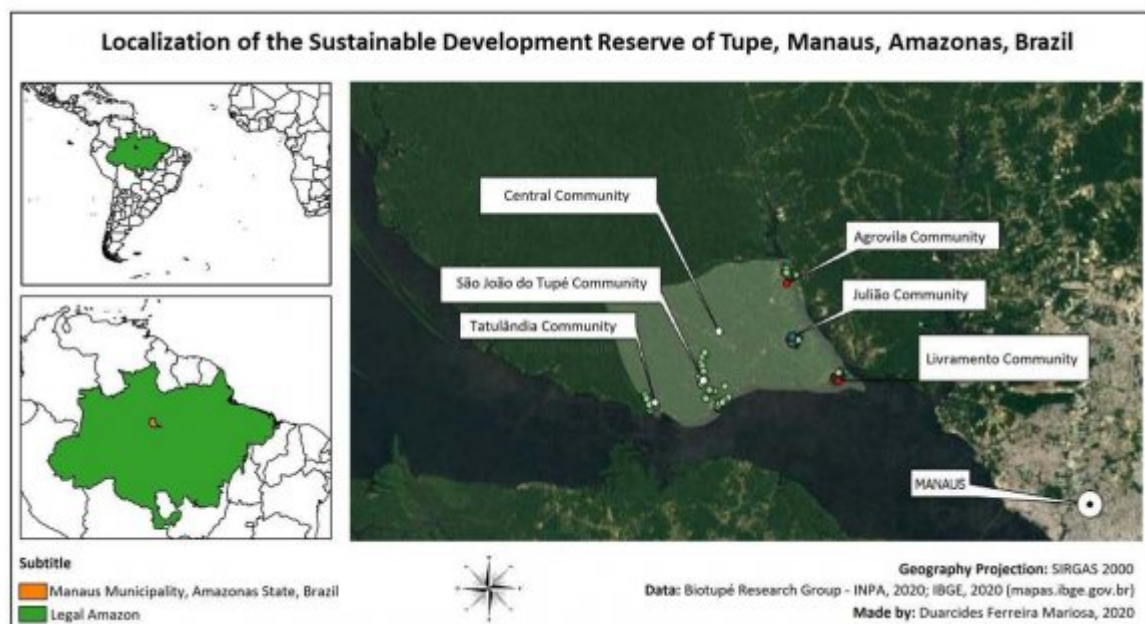 Localization of the Sustainable Development Reserve of Tupe, Manaus, Amazonas, Brazil
Central Community
Agrovila Community
São João do Tupé Community
Julião Community
Tatulândia Community
Livramento Community
MANAUS
Subtitle
Manaus Municipality, Amazonas State, Brazil
Legal Amazon
Geography Projection: SIRGAS 2000
Data: Biotupé Research Group - INPA, 2020; IBGE, 2020 (mapas.ibge.gov.br)
Made by: Duarcides Ferreira Mariosa, 2020